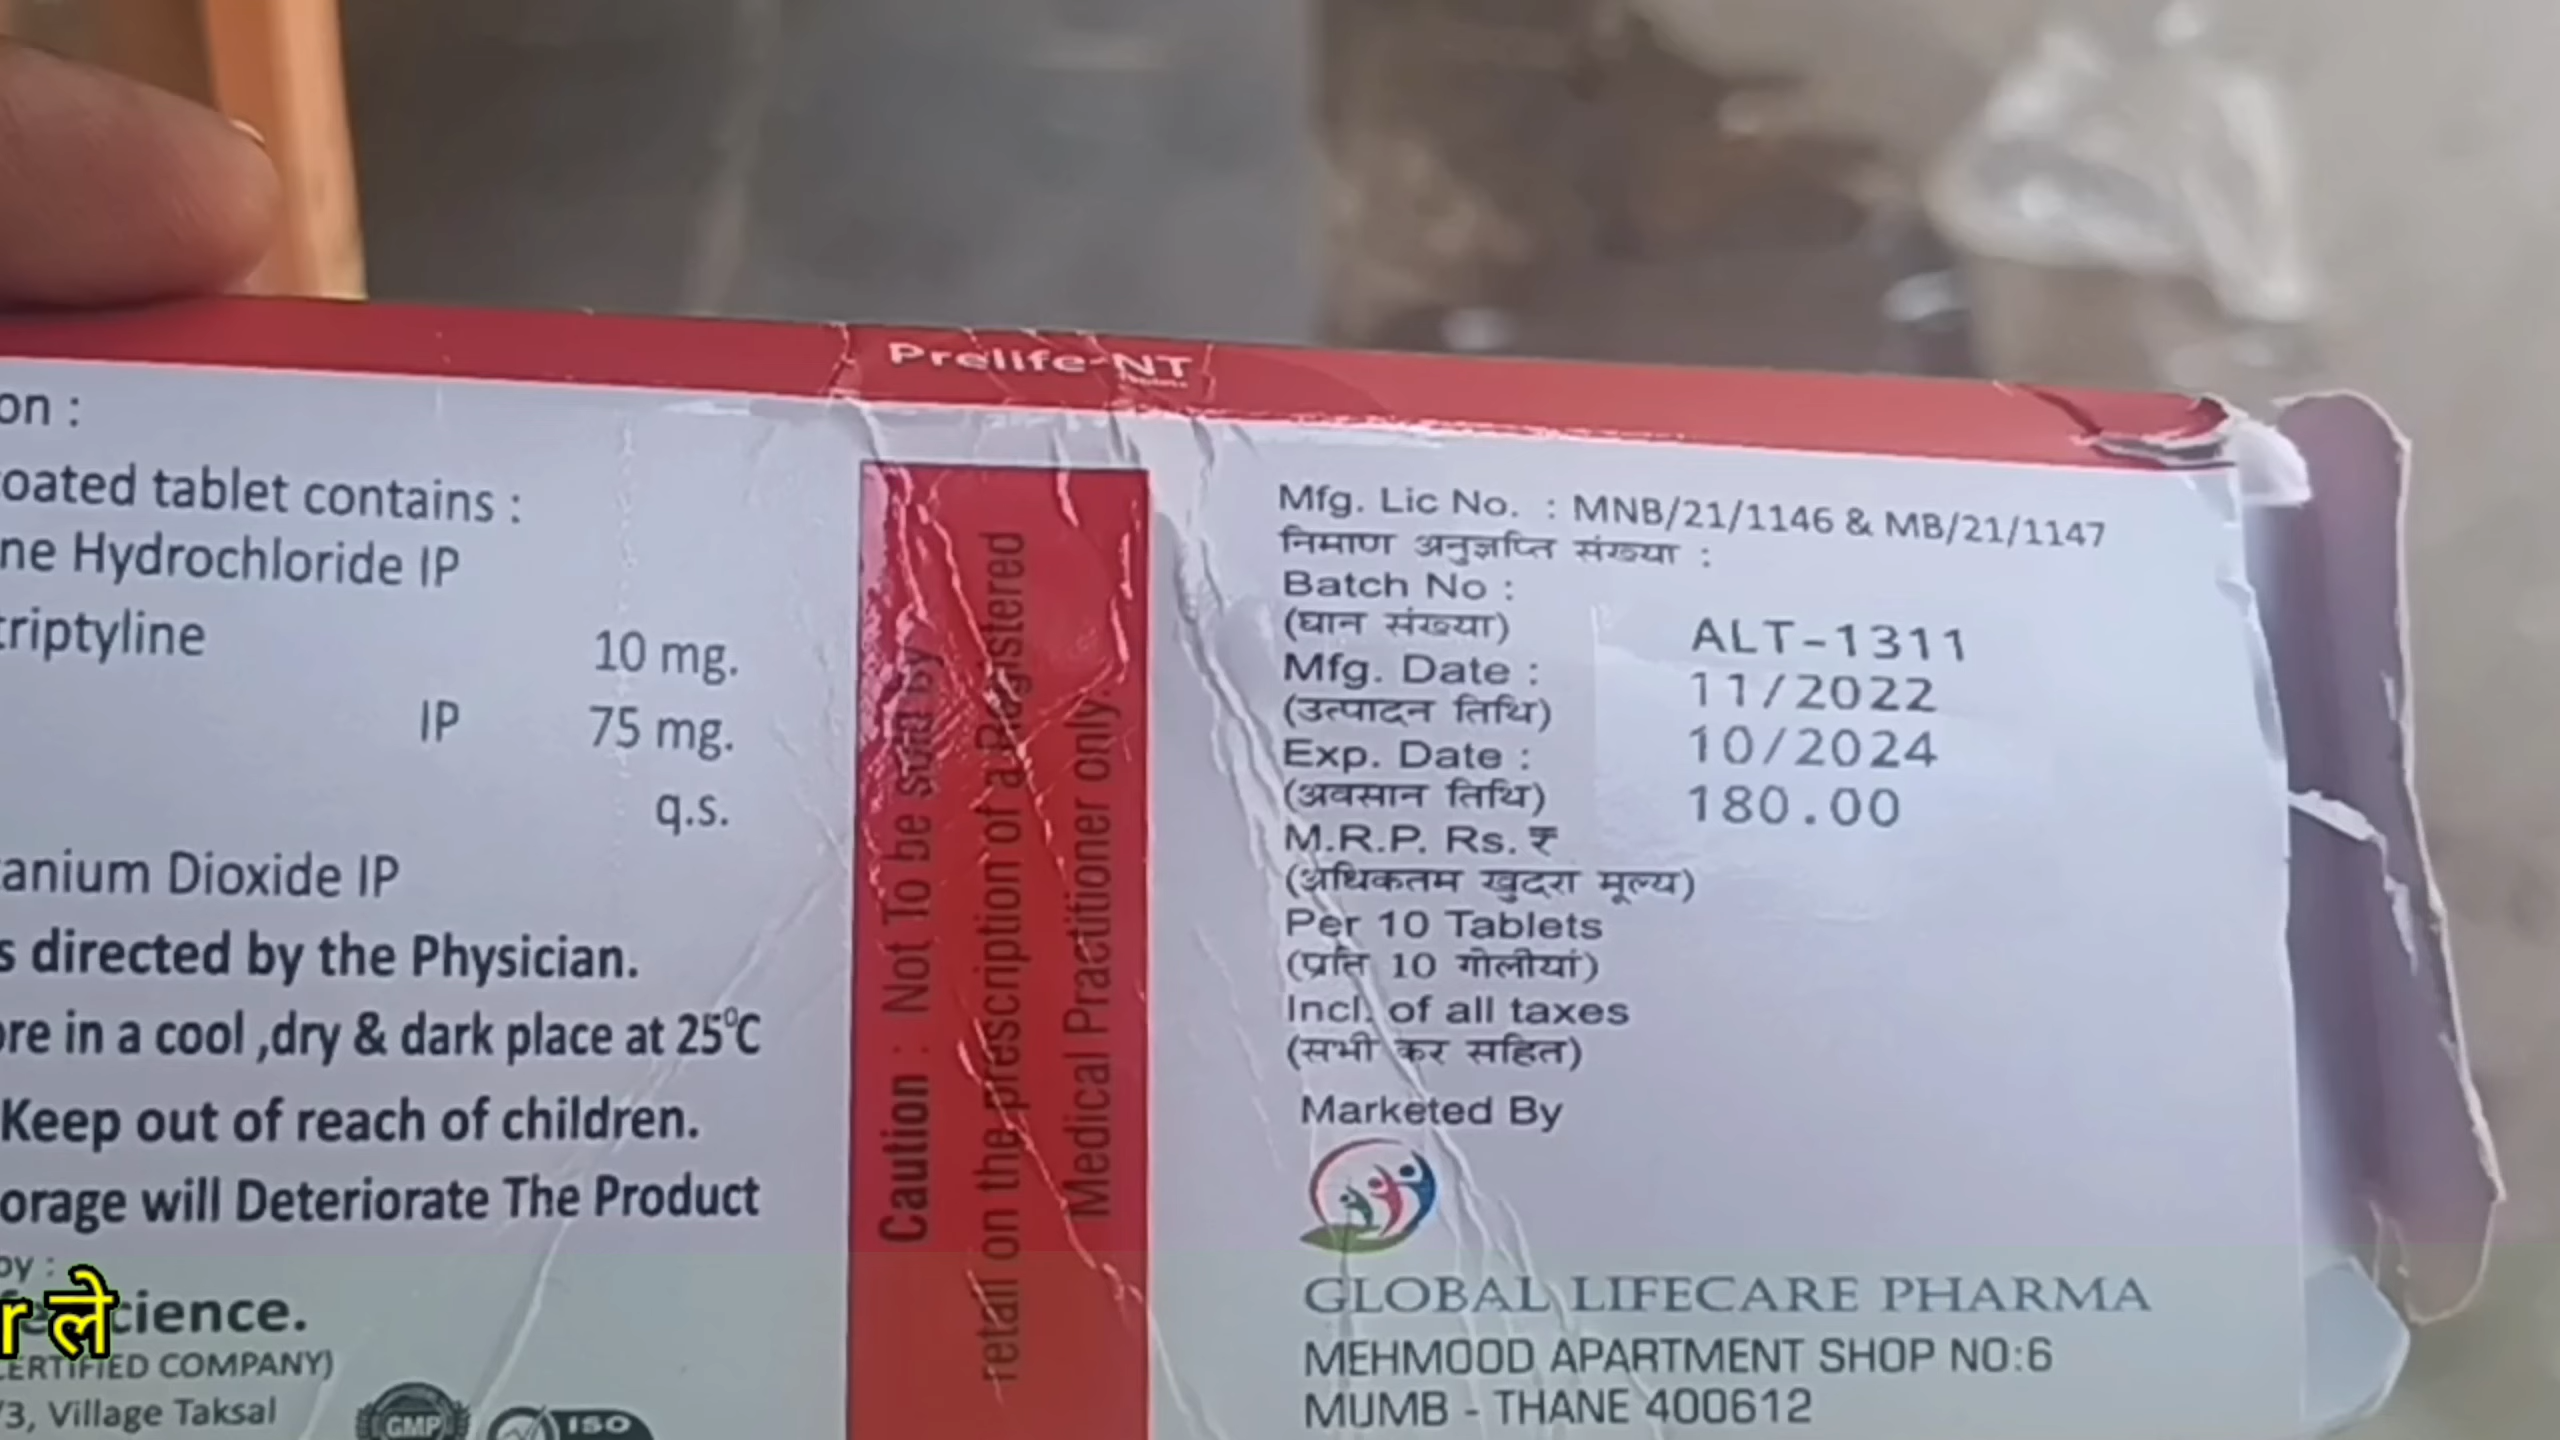 Prelife-NT
on :
oated tablet contains :
ne Hydrochloride IP
triptyline 10 mg.
IP 75 mg.
q.s.
anium Dioxide IP
s directed by the Physician.
ore in a cool ,dry & dark place at 25°C
Keep out of reach of children.
orage will Deteriorate The Product
by :
cience.
ERTIFIED COMPANY)
/3, Village Taksal
GMP
ISO
r ले
Caution : Not To be sold by
retail on the prescription of a Registered
Medical Practitioner only.
Mfg. Lic No. : MNB/21/1146 & MB/21/1147
निमाण अनुज्ञप्ति संख्या :
Batch No : ALT-1311
(घान संख्या)
Mfg. Date : 11/2022
(उत्पादन तिथि)
Exp. Date : 10/2024
(अवसान तिथि)
M.R.P. Rs. ₹ 180.00
(अधिकतम खुदरा मूल्य)
Per 10 Tablets
(प्रति 10 गोलीयां)
Incl. of all taxes
(सभी कर सहित)
Marketed By
GLOBAL LIFECARE PHARMA
MEHMOOD APARTMENT SHOP NO:6
MUMB - THANE 400612